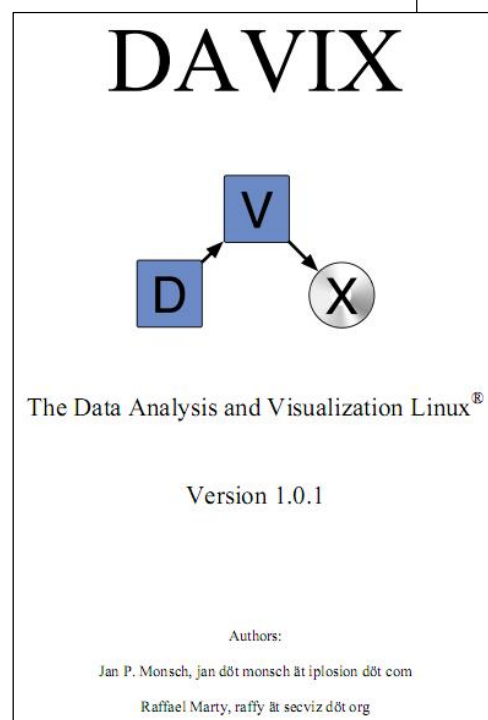 DAVIX
V
D
X
The Data Analysis and Visualization Linux®
Version 1.0.1
Authors:
Jan P. Monsch, jan döt monsch ät iplosion döt com
Raffael Marty, raffy ät secviz döt org